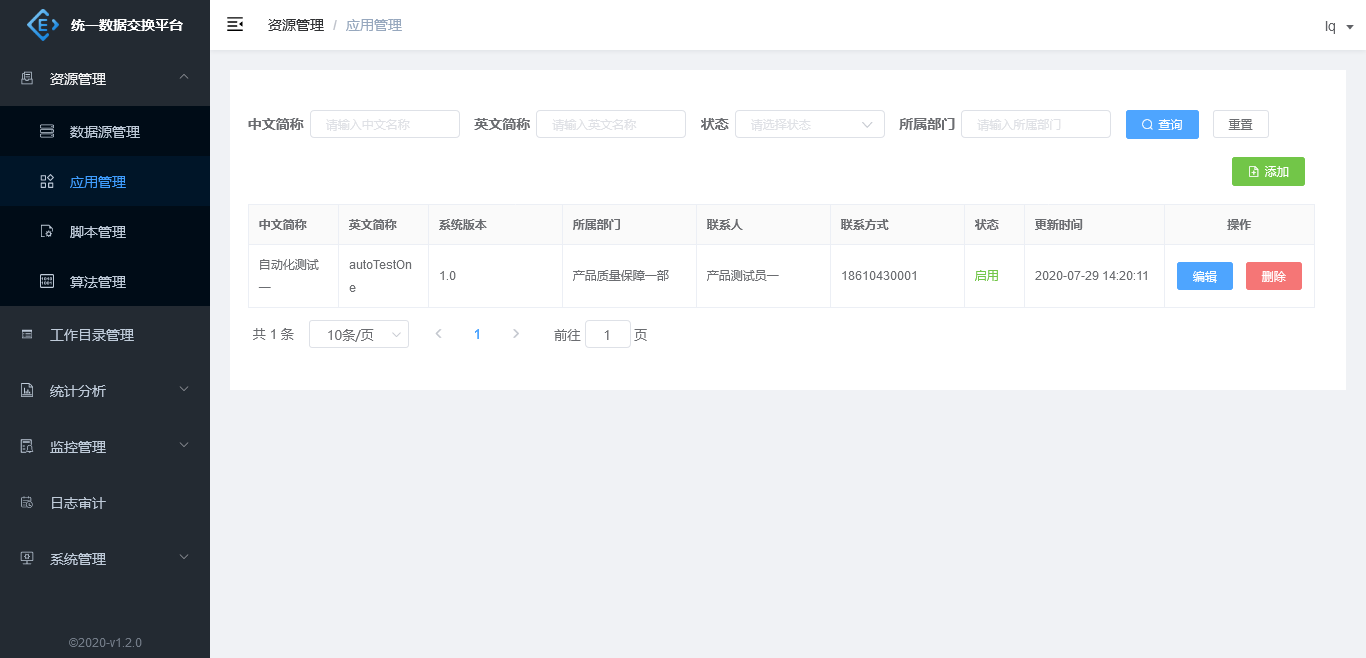 统一数据交换平台
资源管理
数据源管理
应用管理
脚本管理
算法管理
工作目录管理
统计分析
监控管理
日志审计
系统管理
©2020-v1.2.0
资源管理 / 应用管理
lq
中文简称 请输入中文名称 英文简称 请输入英文名称 状态 请选择状态 所属部门 请输入所属部门 查询 重置
添加
中文简称 英文简称 系统版本 所属部门 联系人 联系方式 状态 更新时间 操作
自动化测试一 autoTestOne 1.0 产品质量保障一部 产品测试员一 18610430001 启用 2020-07-29 14:20:11 编辑 删除
共 1 条 10条/页 1 前往 1 页